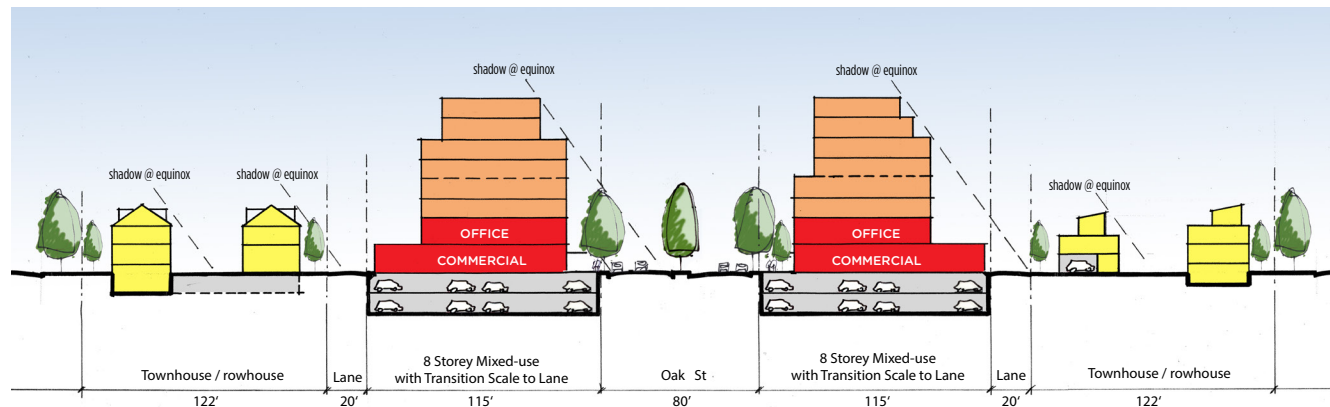 shadow @ equinox
shadow @ equinox
shadow @ equinox
shadow @ equinox
shadow @ equinox
OFFICE
COMMERCIAL
OFFICE
COMMERCIAL
Townhouse / rowhouse
Lane
8 Storey Mixed-use
with Transition Scale to Lane
Oak St
8 Storey Mixed-use
with Transition Scale to Lane
Lane
Townhouse / rowhouse
122'
20'
115'
80'
115'
20'
122'